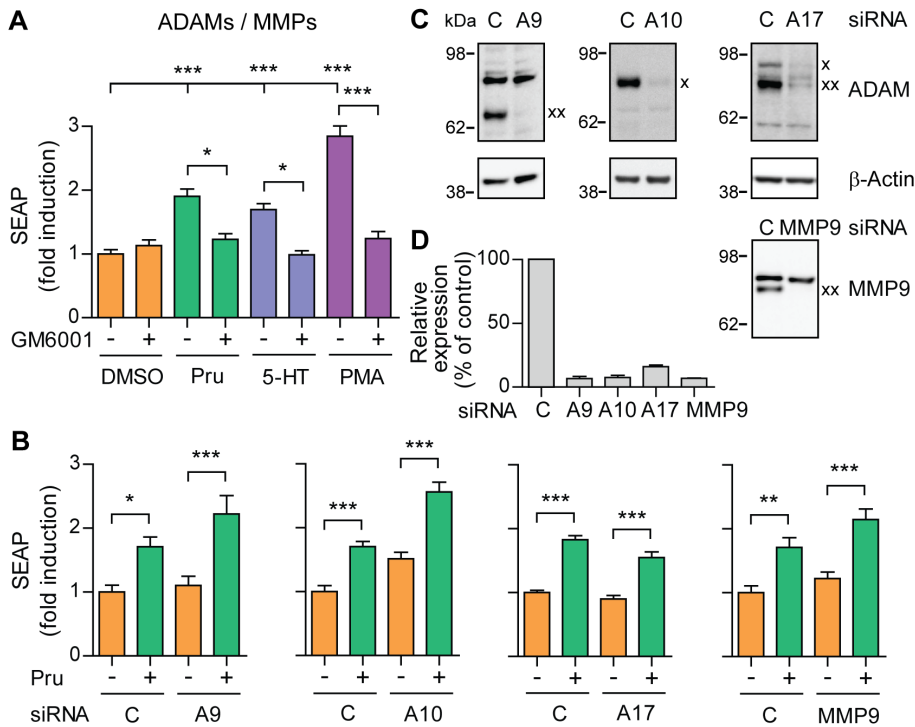 A
ADAMs / MMPs
*** *** ***
***
* *
3
2
1
0
SEAP
(fold induction)
GM6001 - + - + - + - +
DMSO Pru 5-HT PMA
C
kDa C A9 C A10 C A17 siRNA
98 98 98
62 62 62
xx x x
xx
ADAM
38 38 38
β-Actin
C MMP9 siRNA
98
62
xx MMP9
D
100
50
0
Relative
expression
(% of control)
siRNA C A9 A10 A17 MMP9
B
3
2
1
0
SEAP
(fold induction)
* *** *** *** *** *** ** ***
Pru - + - + - + - + - + - + - + - +
siRNA C A9 C A10 C A17 C MMP9